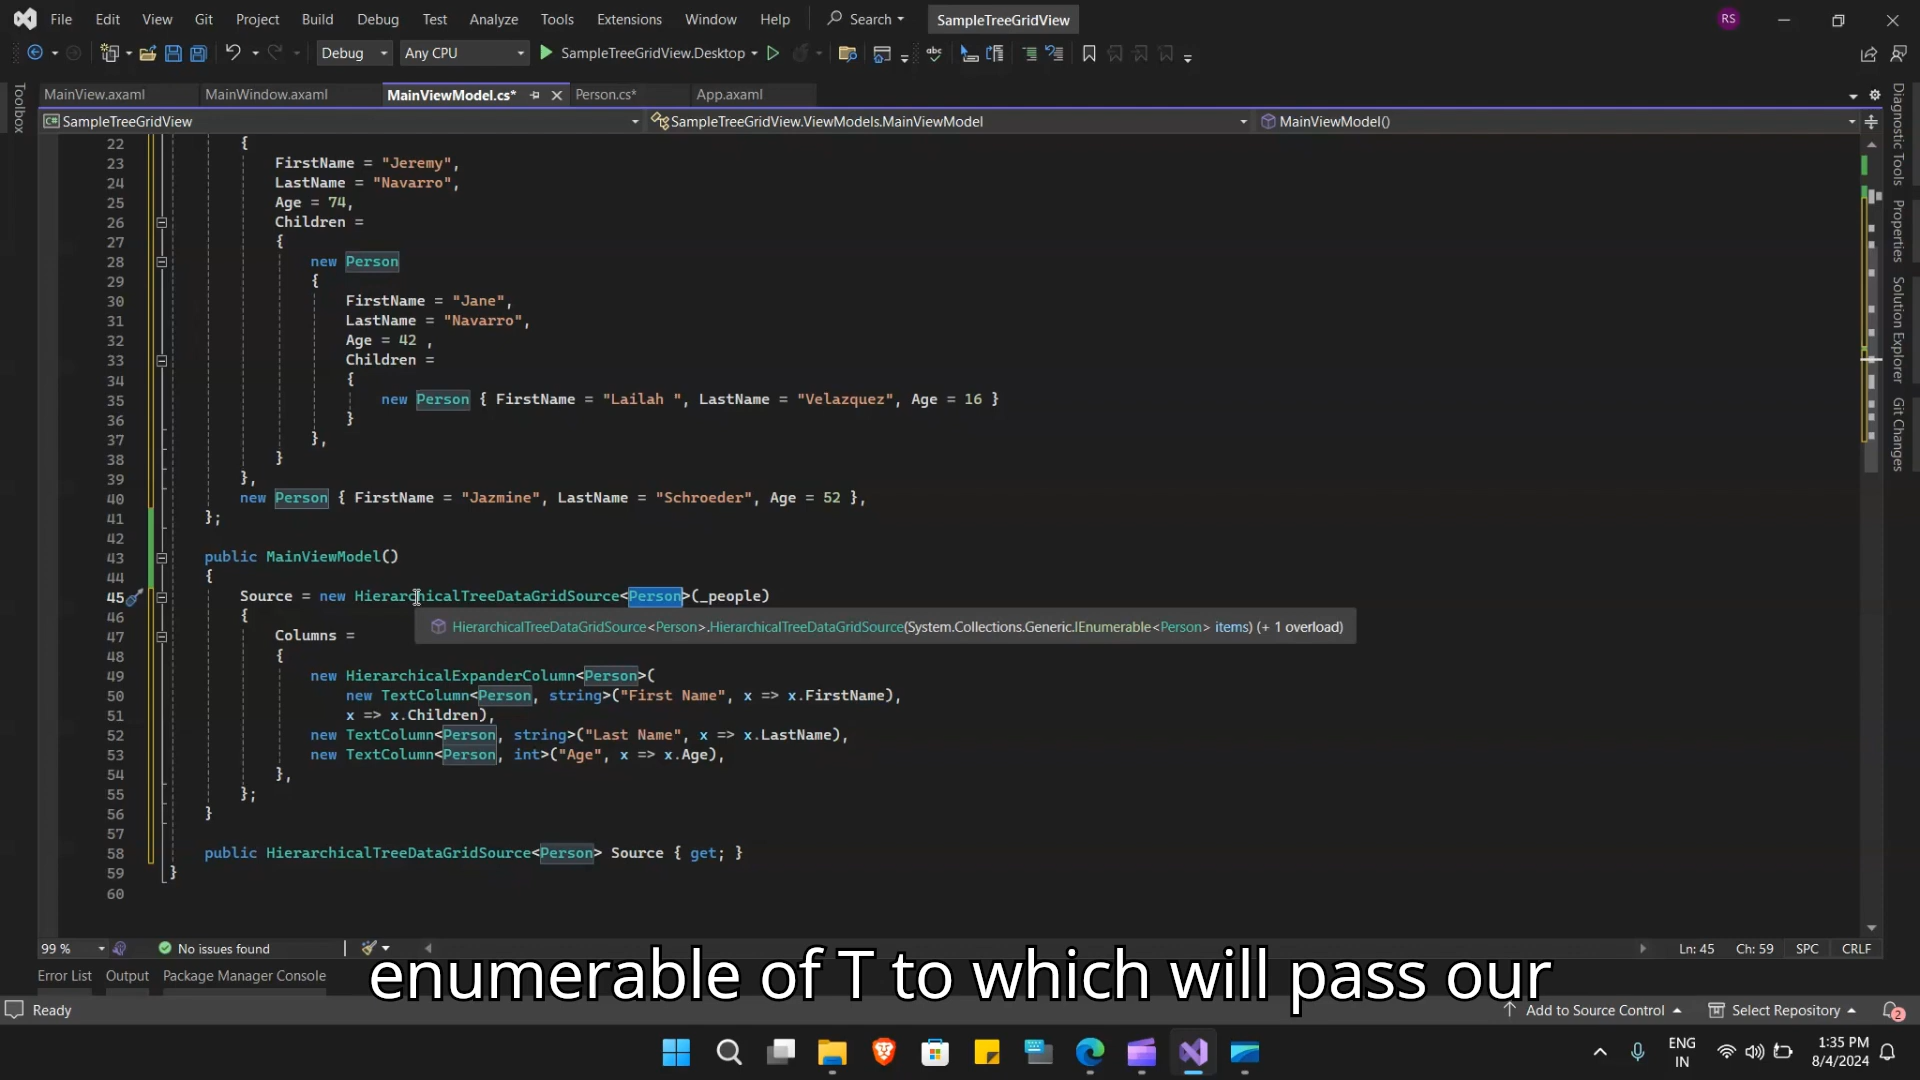 File Edit View Git Project Build Debug Test Analyze Tools Extensions Window Help Search SampleTreeGridView RS
Debug Any CPU SampleTreeGridView.Desktop
MainView.axaml MainWindow.axaml MainViewModel.cs* Person.cs* App.axaml
SampleTreeGridView SampleTreeGridView.ViewModels.MainViewModel MainViewModel()
Toolbox
22 {
23 FirstName = "Jeremy",
24 LastName = "Navarro",
25 Age = 74,
26 Children =
27 {
28 new Person
29 {
30 FirstName = "Jane",
31 LastName = "Navarro",
32 Age = 42 ,
33 Children =
34 {
35 new Person { FirstName = "Lailah ", LastName = "Velazquez", Age = 16 }
36 }
37 },
38 }
39 },
40 new Person { FirstName = "Jazmine", LastName = "Schroeder", Age = 52 },
41 };
42
43 public MainViewModel()
44 {
45 Source = new HierarchicalTreeDataGridSource<Person>(_people)
46 {
HierarchicalTreeDataGridSource<Person>.HierarchicalTreeDataGridSource(System.Collections.Generic.IEnumerable<Person> items) (+ 1 overload)
47 Columns =
48 {
49 new HierarchicalExpanderColumn<Person>(
50 new TextColumn<Person, string>("First Name", x => x.FirstName),
51 x => x.Children),
52 new TextColumn<Person, string>("Last Name", x => x.LastName),
53 new TextColumn<Person, int>("Age", x => x.Age),
54 },
55 };
56 }
57
58 public HierarchicalTreeDataGridSource<Person> Source { get; }
59 }
60
Diagnostic Tools
Properties
Solution Explorer
Git Changes
99 % No issues found Ln: 45 Ch: 59 SPC CRLF
Error List Output Package Manager Console
enumerable of T to which will pass our
Ready Add to Source Control Select Repository 2
ENG 1:35 PM
IN 8/4/2024